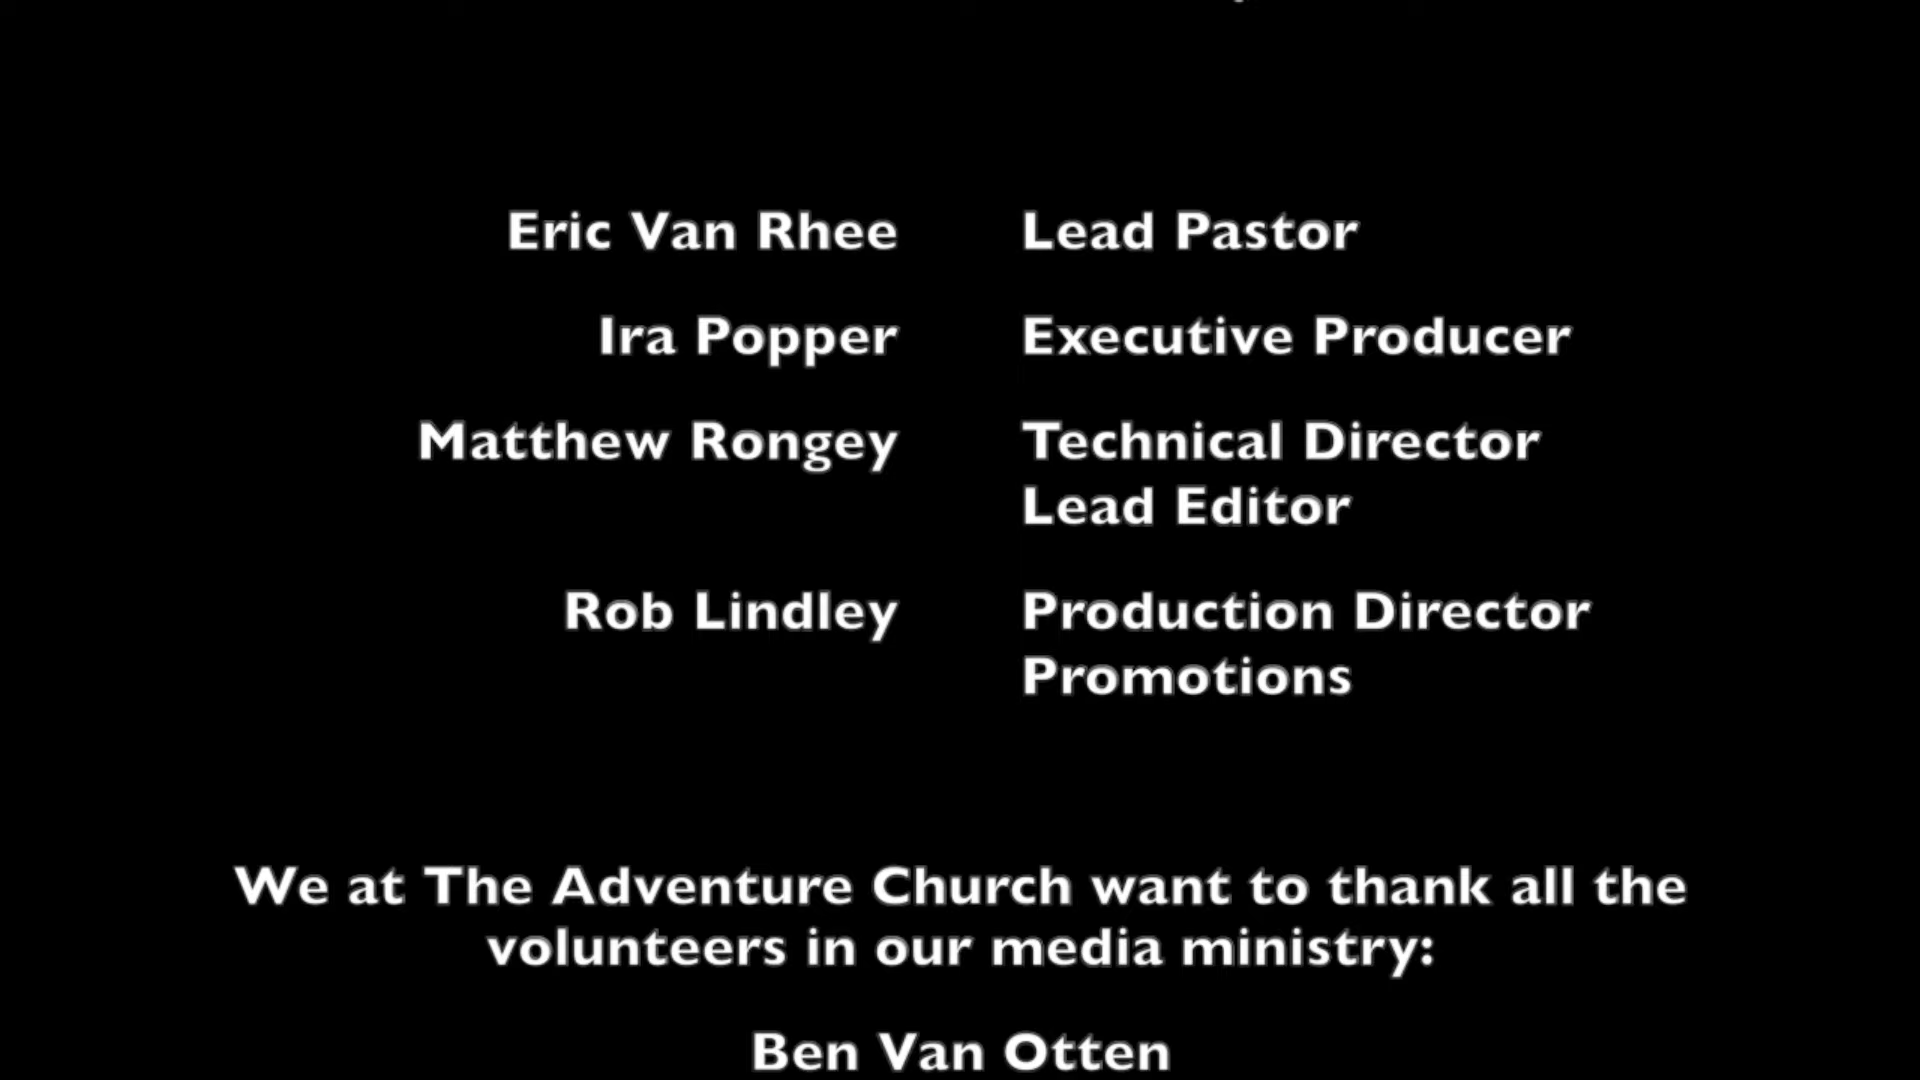 Eric Van Rhee Lead Pastor
Ira Popper Executive Producer
Matthew Rongey Technical Director
Lead Editor
Rob Lindley Production Director
Promotions
We at The Adventure Church want to thank all the
volunteers in our media ministry:
Ben Van Otten